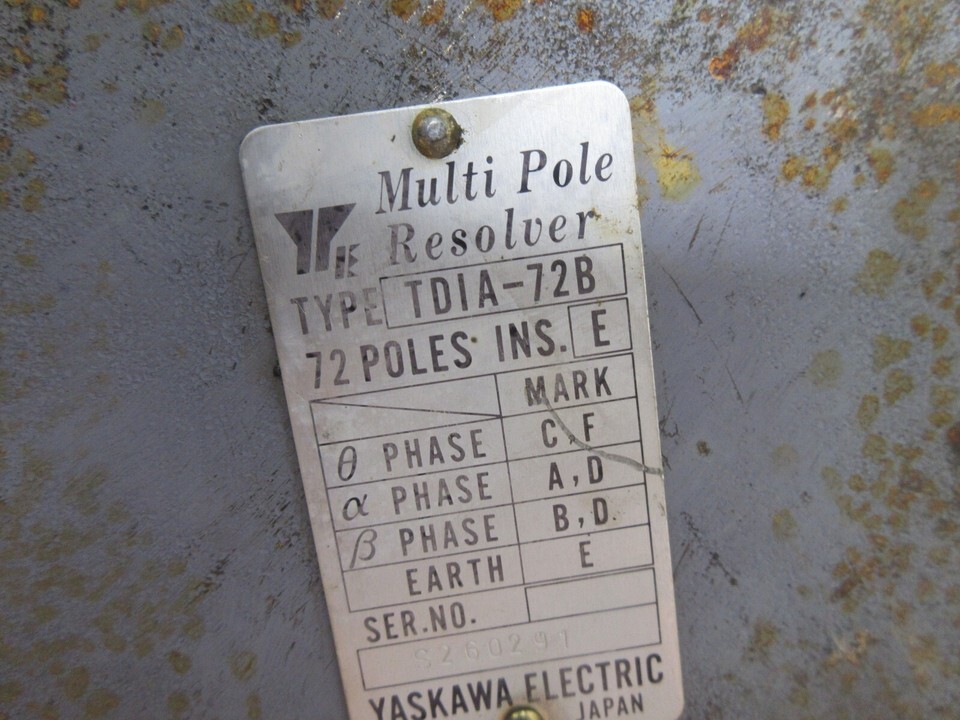 Multi Pole
Resolver
TYPE TDIA-72B
72 POLES INS. E
MARK
θ PHASE C,F
α PHASE A,D
β PHASE B,D
EARTH E
SER.NO.
S260291
YASKAWA ELECTRIC
JAPAN